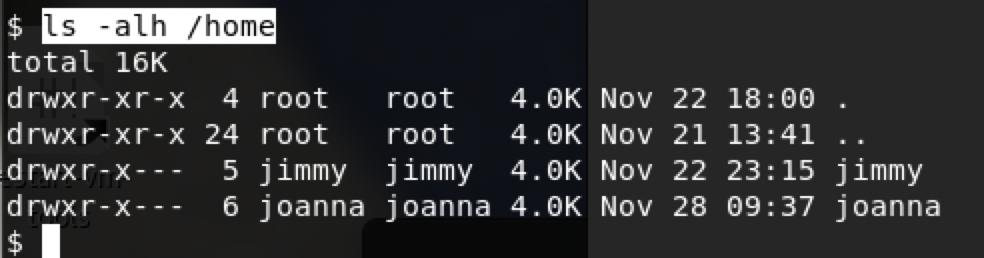 $ ls -alh /home
total 16K
drwxr-xr-x  4 root   root   4.0K Nov 22 18:00 .
drwxr-xr-x 24 root   root   4.0K Nov 21 13:41 ..
drwxr-x---  5 jimmy  jimmy  4.0K Nov 22 23:15 jimmy
drwxr-x---  6 joanna joanna 4.0K Nov 28 09:37 joanna
$